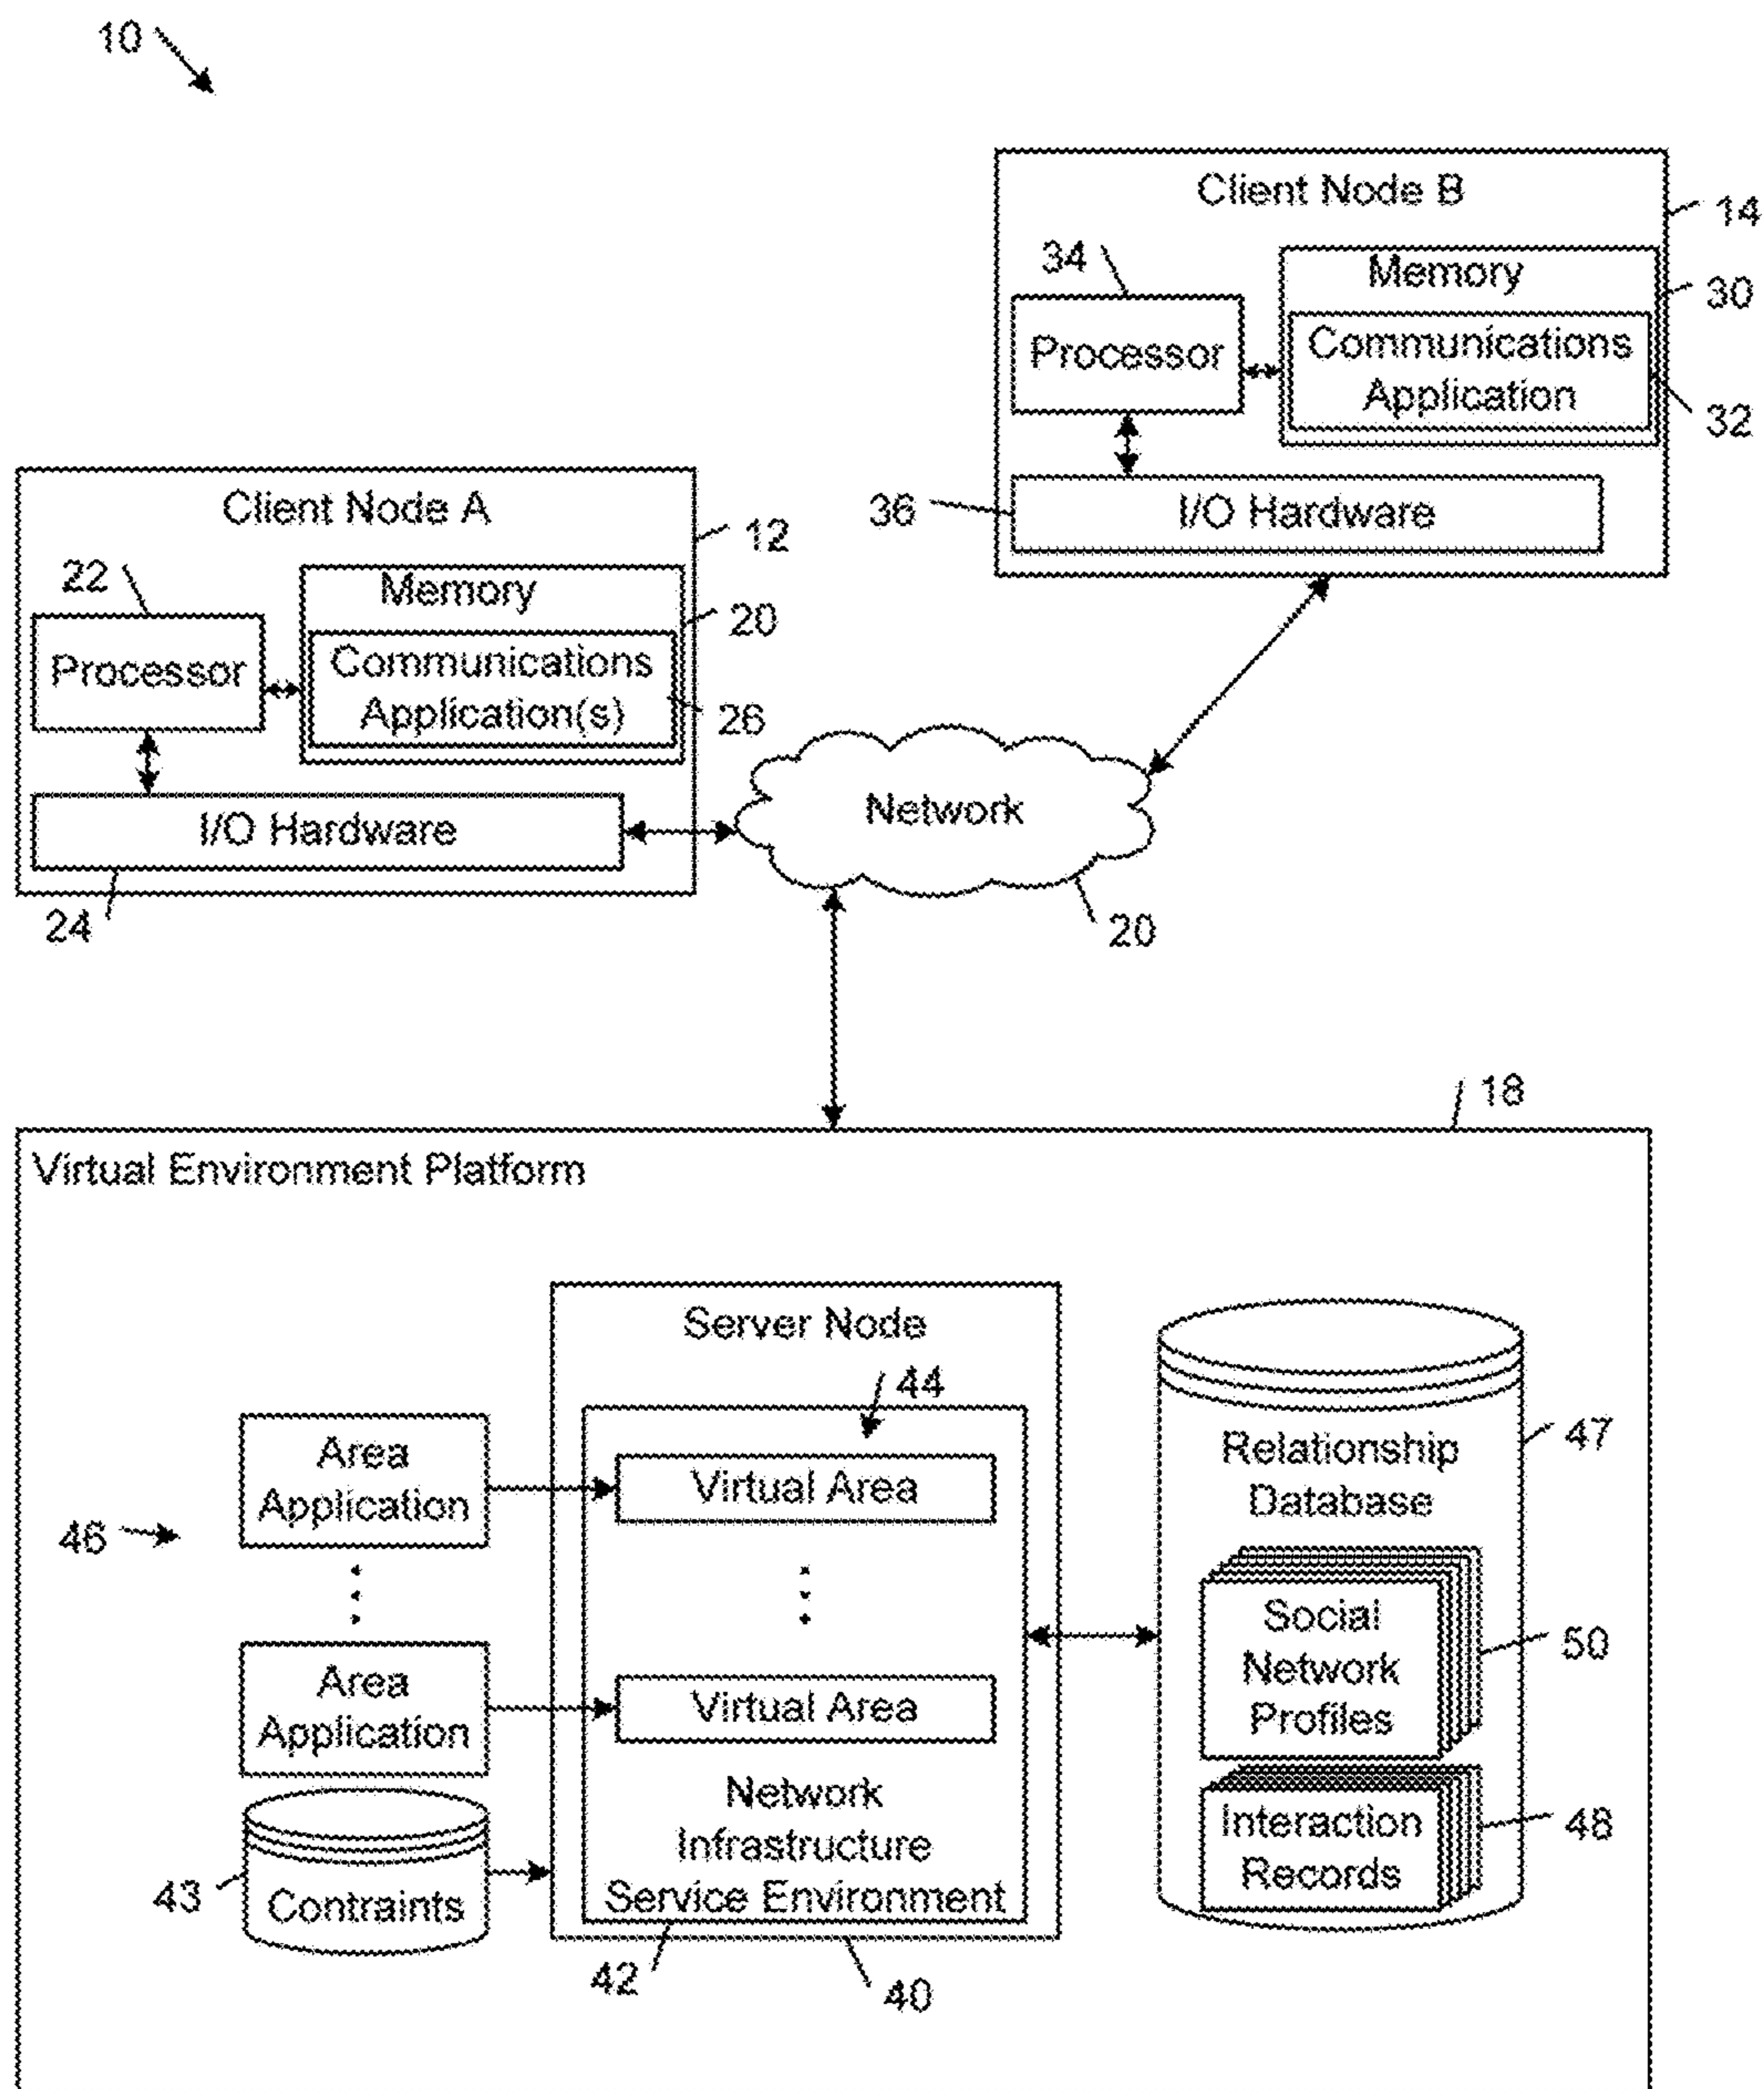 10
Client Node B
14
34
Memory
30
Processor
Communications
Application
32
36
I/O Hardware
Client Node A
12
22
Memory
20
Processor
Communications
Application(s)
26
I/O Hardware
24
Network
20
18
Virtual Environment Platform
Server Node
44
Area
Application
Virtual Area
46
Area
Application
Virtual Area
Network
Infrastructure
Service Environment
43
Contraints
42
40
Relationship
Database
47
Social
Network
Profiles
50
Interaction
Records
48